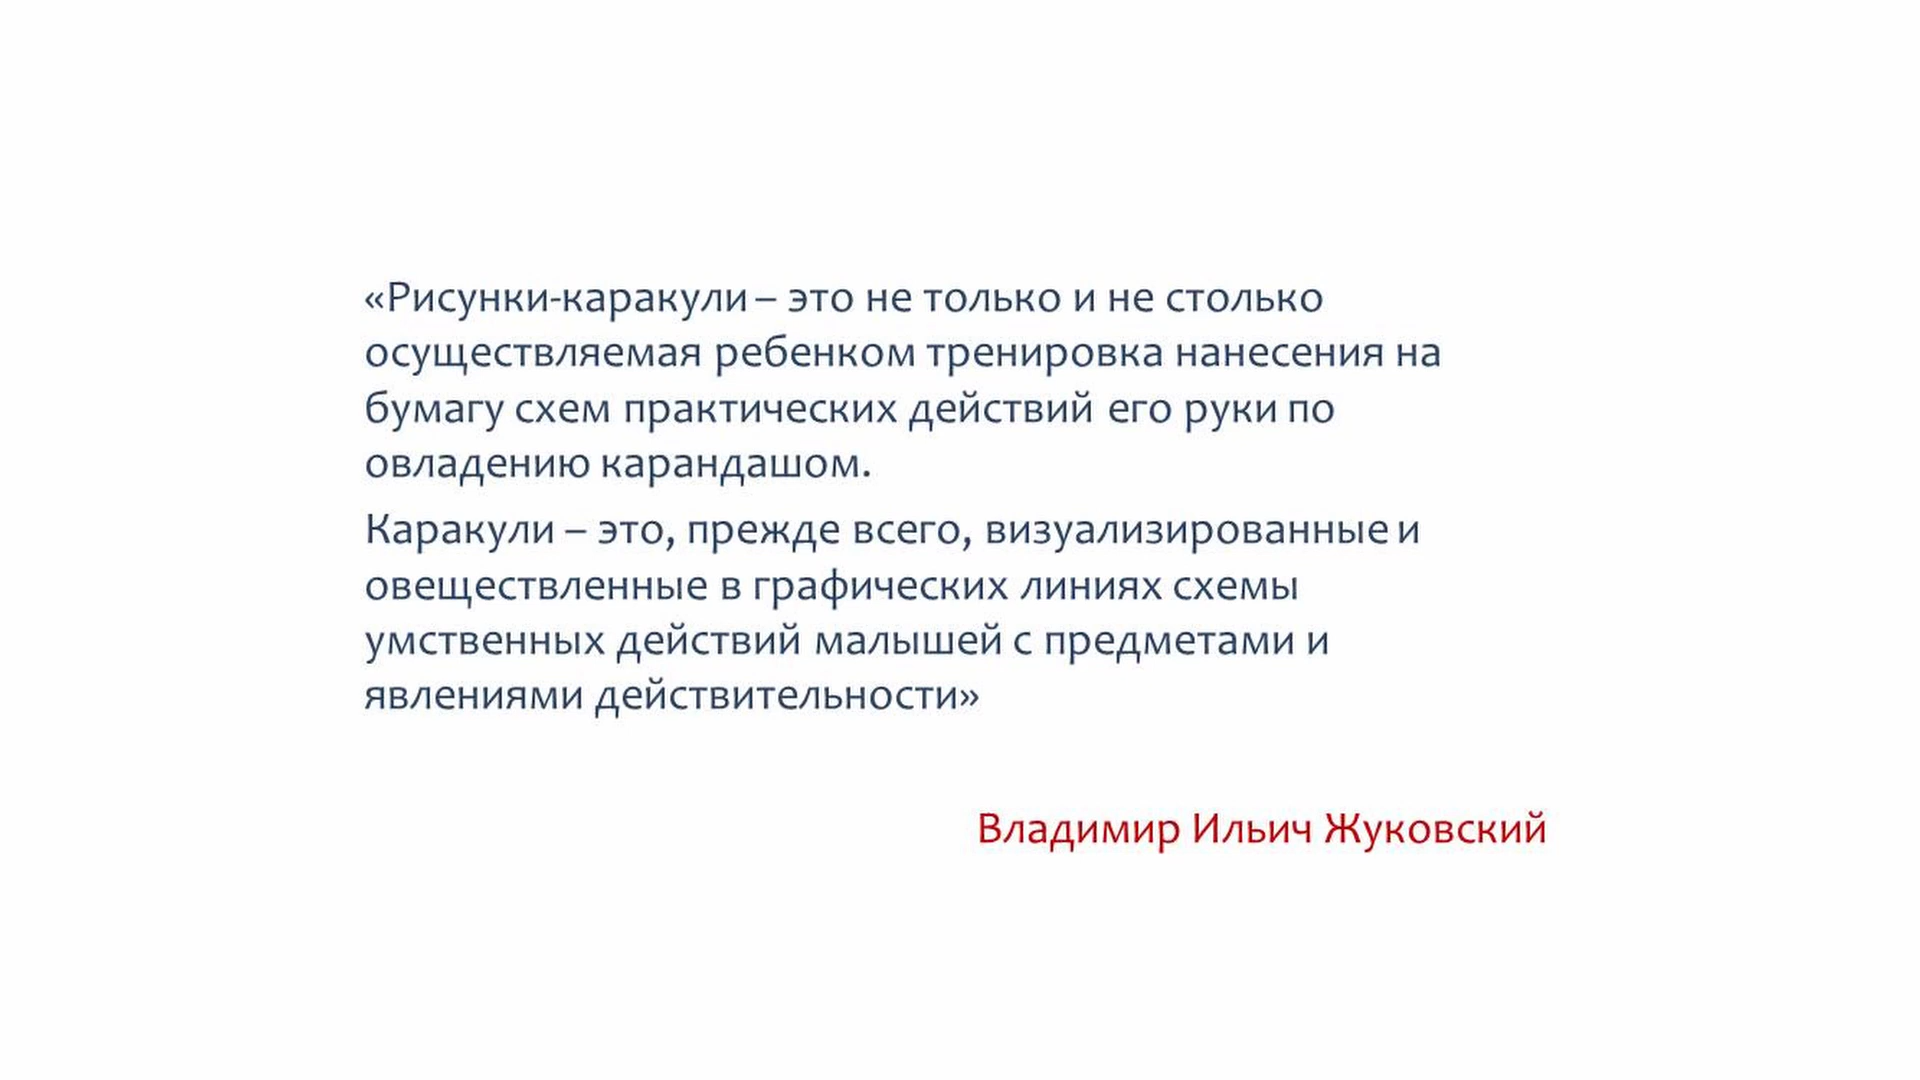 «Рисунки-каракули – это не только и не столько
осуществляемая ребенком тренировка нанесения на
бумагу схем практических действий его руки по
овладению карандашом.
Каракули – это, прежде всего, визуализированные и
овеществленные в графических линиях схемы
умственных действий малышей с предметами и
явлениями действительности»
Владимир Ильич Жуковский